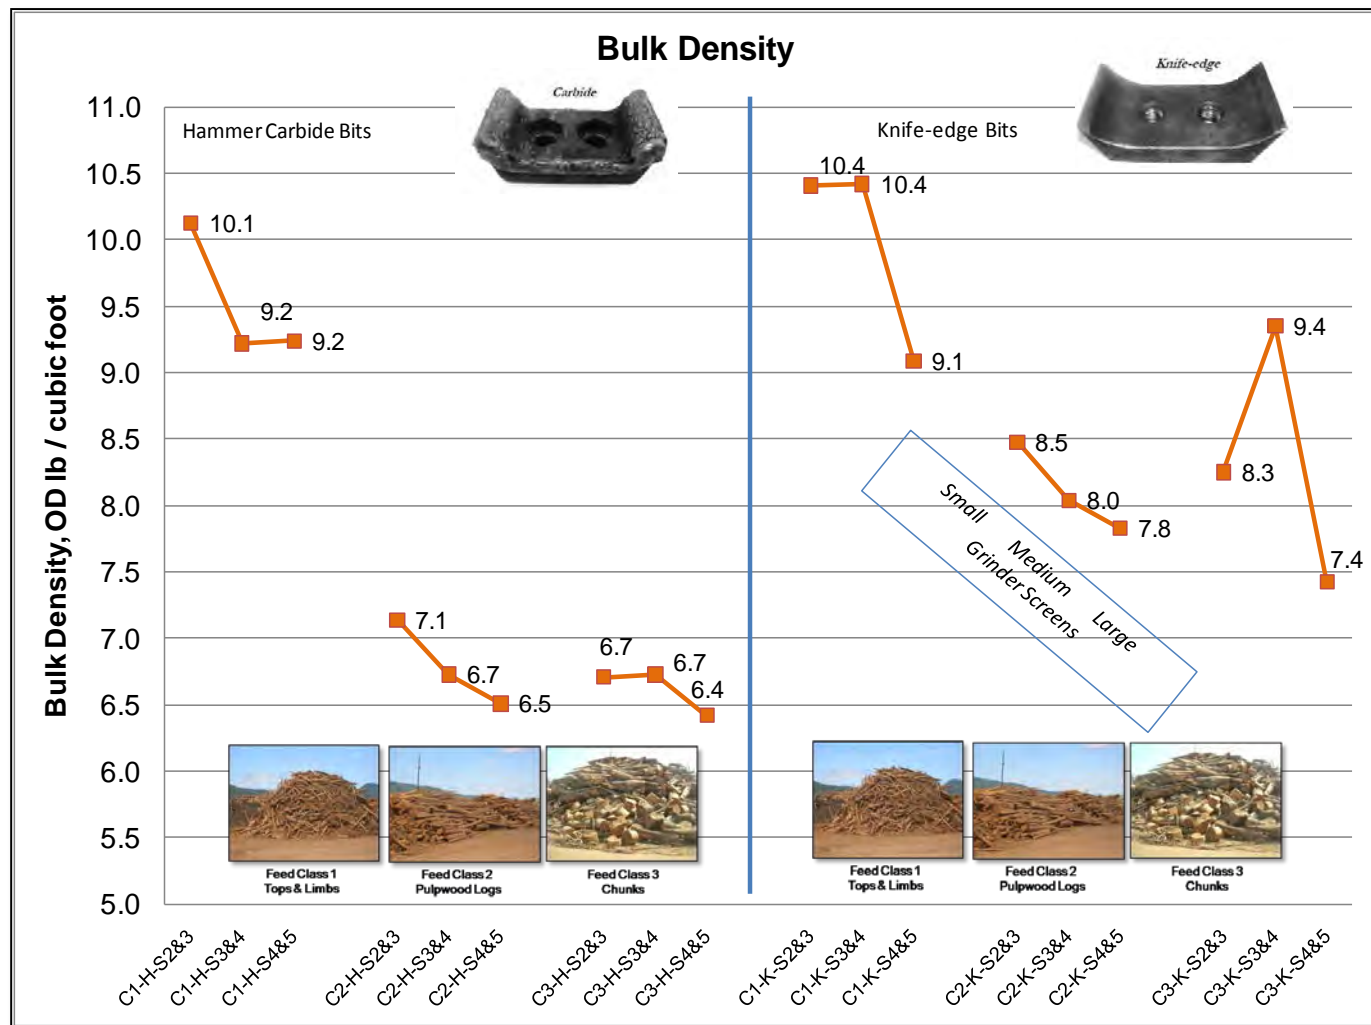 Bulk Density
Carbide
Knife-edge
Hammer Carbide Bits
Knife-edge Bits
Bulk Density, OD lb / cubic foot
11.0
10.5
10.0
9.5
9.0
8.5
8.0
7.5
7.0
6.5
6.0
5.5
5.0
10.1
9.2
9.2
7.1
6.7
6.5
6.7
6.7
6.4
10.4
10.4
9.1
8.5
8.0
7.8
8.3
9.4
7.4
Small Medium Large
Grinder Screens
Feed Class 1
Tops & Limbs
Feed Class 2
Pulpwood Logs
Feed Class 3
Chunks
Feed Class 1
Tops & Limbs
Feed Class 2
Pulpwood Logs
Feed Class 3
Chunks
C1-H-S2&3
C1-H-S3&4
C1-H-S4&5
C2-H-S2&3
C2-H-S3&4
C2-H-S4&5
C3-H-S2&3
C3-H-S3&4
C3-H-S4&5
C1-K-S2&3
C1-K-S3&4
C1-K-S4&5
C2-K-S2&3
C2-K-S3&4
C2-K-S4&5
C3-K-S2&3
C3-K-S3&4
C3-K-S4&5